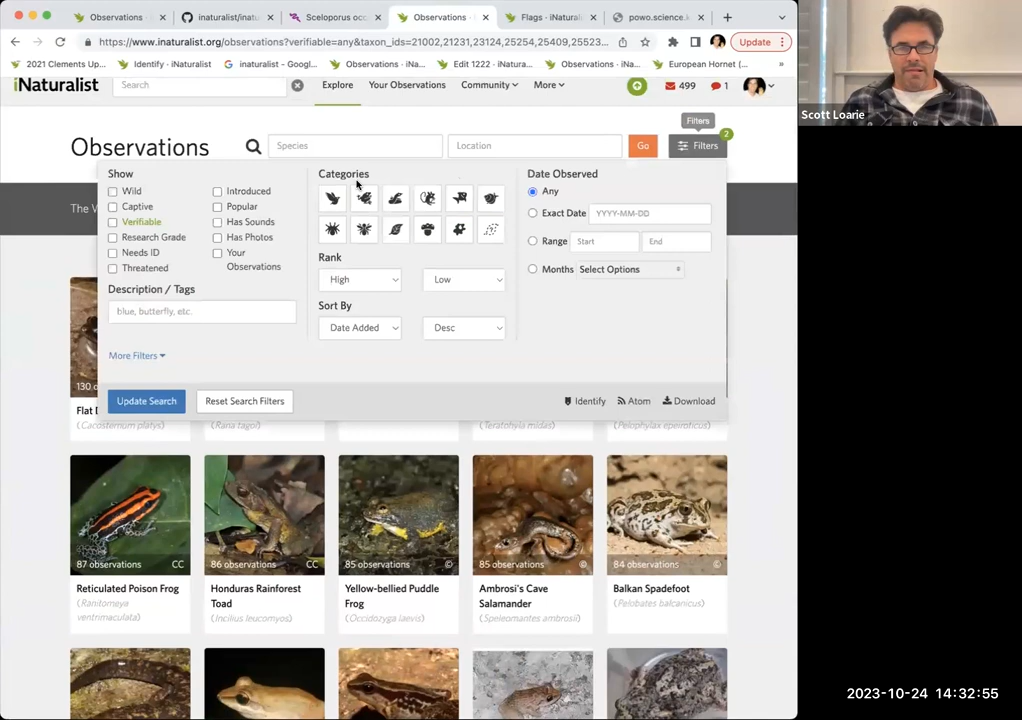 Observations ·
inaturalist/inat
Sceloporus occ
Observations ·
Flags · iNatural
powo.science.k
https://www.inaturalist.org/observations?verifiable=any&taxon_ids=21002,21231,23124,25254,25409,25523...
Update
2021 Clements Up...
Identify · iNaturalist
inaturalist - Googl...
Observations · iNa...
Edit 1222 · iNatura...
Observations · iNa...
European Hornet (...
»
iNaturalist
Search
Explore
Your Observations
Community
More
499
1
Filters
Observations
Species
Location
Go
Filters
2
The
Show
Wild
Captive
Verifiable
Research Grade
Needs ID
Threatened
Introduced
Popular
Has Sounds
Has Photos
Your
Observations
Description / Tags
blue, butterfly, etc.
More Filters
Categories
Rank
High
Low
Sort By
Date Added
Desc
Date Observed
Any
Exact Date
YYYY-MM-DD
Range
Start
End
Months
Select Options
Update Search
Reset Search Filters
Identify
Atom
Download
130
Flat
(Cacosternum platys)
(Rana tagoi)
(Teratohyla midas)
(Pelophylax epeiroticus)
87 observations
CC
86 observations
CC
85 observations
©
85 observations
©
84 observations
©
Reticulated Poison Frog
(Ranitomeya
ventrimaculata)
Honduras Rainforest
Toad
(Incilius leucomyos)
Yellow-bellied Puddle
Frog
(Occidozyga laevis)
Ambrosi's Cave
Salamander
(Speleomantes ambrosii)
Balkan Spadefoot
(Pelobates balcanicus)
Scott Loarie
2023-10-24 14:32:55